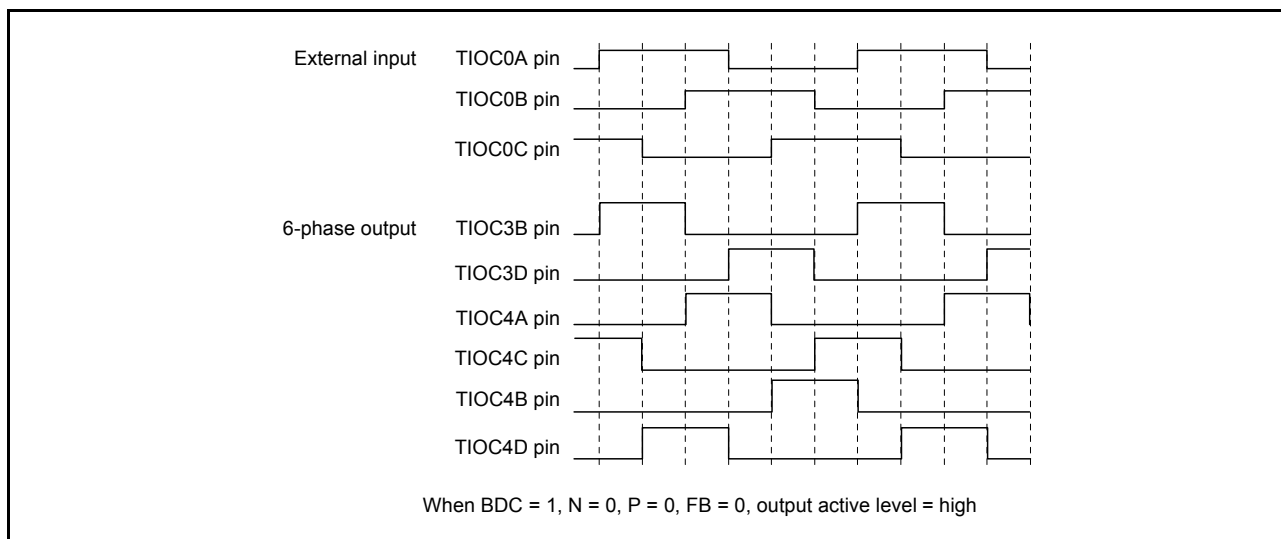 External input TIOC0A pin
TIOC0B pin
TIOC0C pin
6-phase output TIOC3B pin
TIOC3D pin
TIOC4A pin
TIOC4C pin
TIOC4B pin
TIOC4D pin
When BDC = 1, N = 0, P = 0, FB = 0, output active level = high